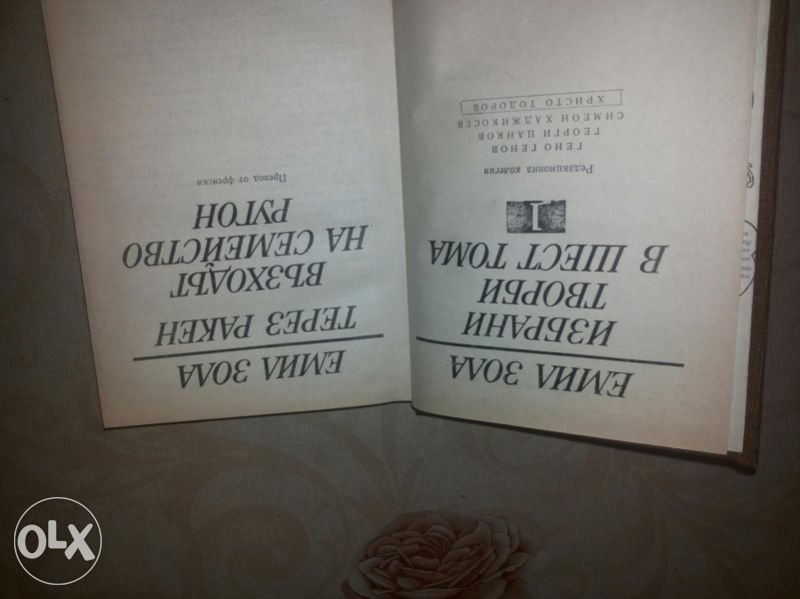 ЕМИЛ ЗОЛА
ИЗБРАНИ
ТВОРБИ
В ШЕСТ ТОМА
1
Редакционна колегия
ГЕНО ГЕНОВ
ГЕОРГИ ЦАНКОВ
СИМЕОН ХАДЖИКОСЕВ
ХРИСТО ТОДОРОВ
ЕМИЛ ЗОЛА
ТЕРЕЗ РАКЕН
ВЪЗХОДЪТ
НА СЕМЕЙСТВО
РУГОН
Превод от френски
OLX